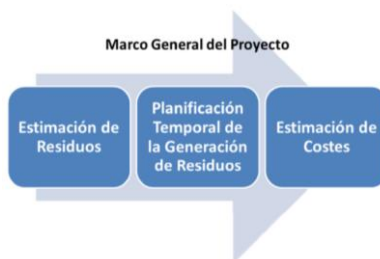 Marco General del Proyecto
Estimación de
Residuos
Planificación
Temporal de
la Generación
de Residuos
Estimación de
Costes